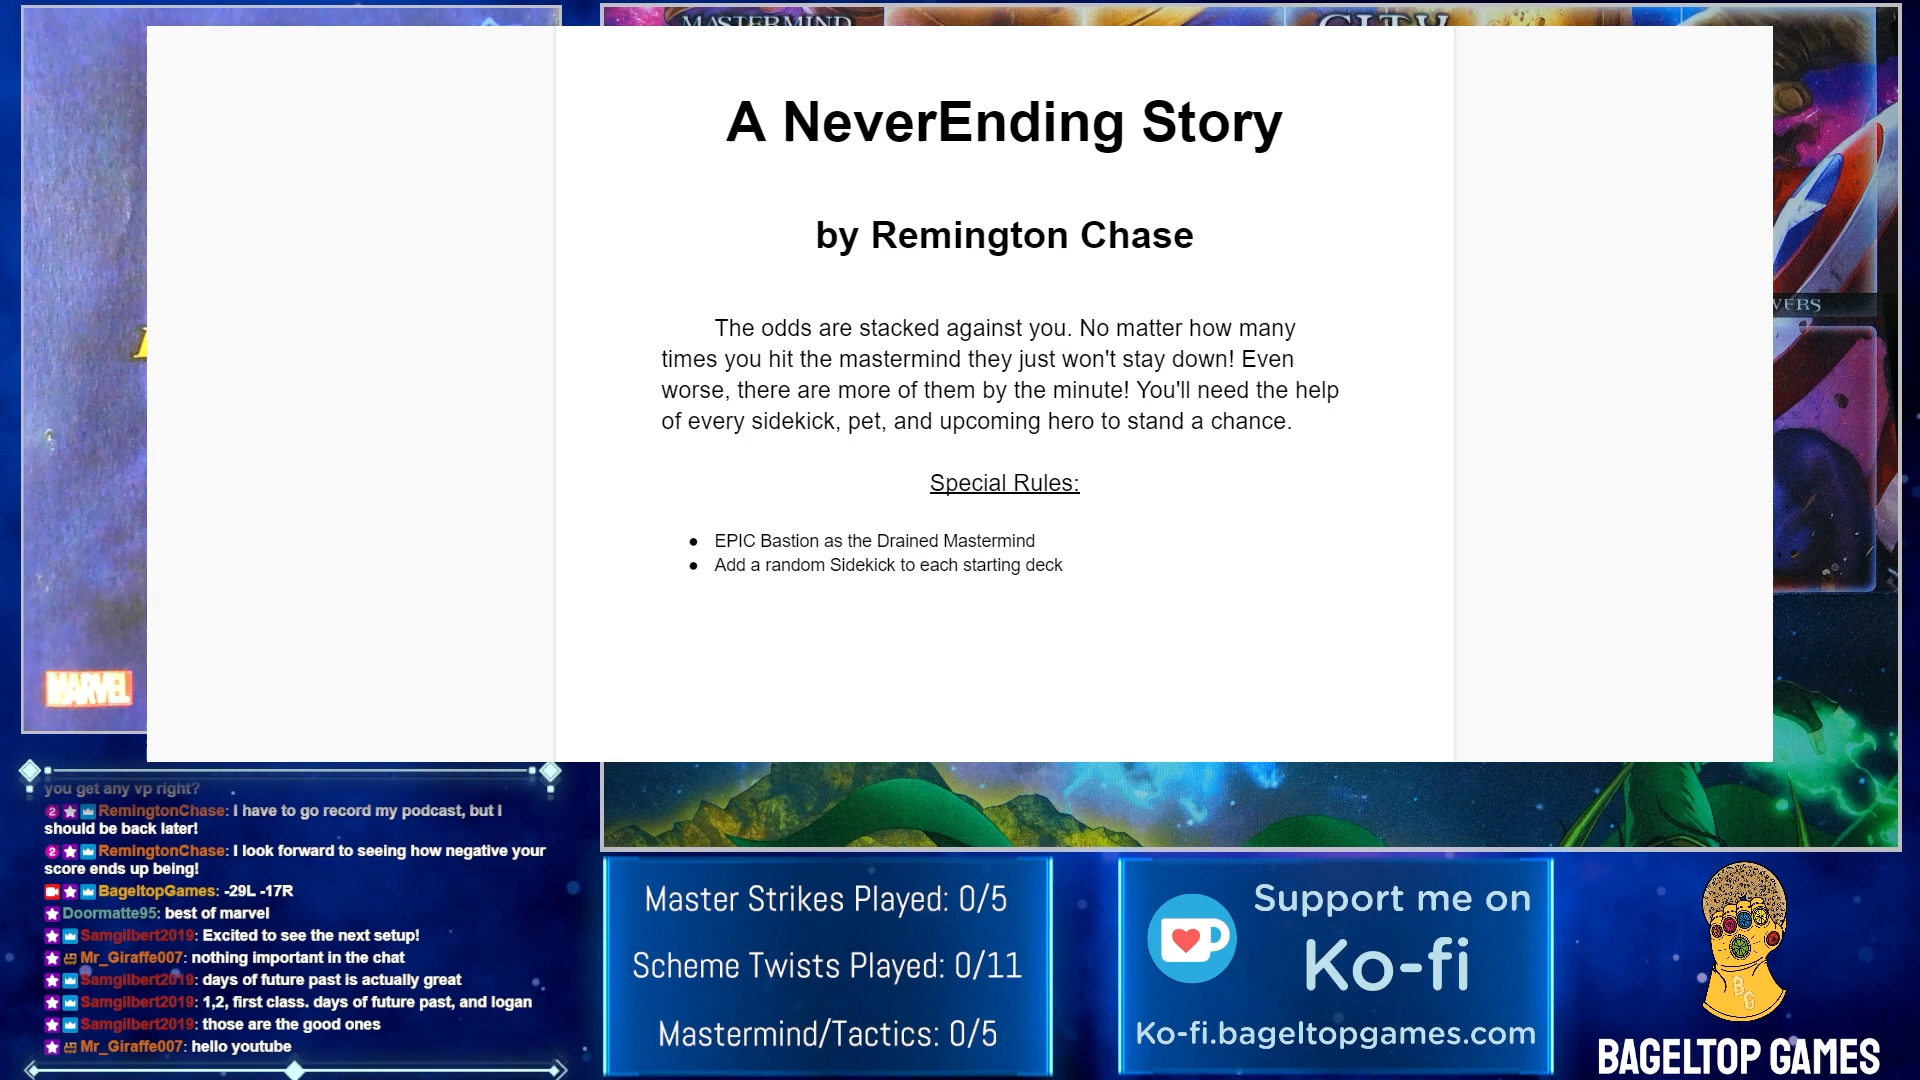 MASTERMIND
CITY
A NeverEnding Story
by Remington Chase
The odds are stacked against you. No matter how many
times you hit the mastermind they just won't stay down! Even
worse, there are more of them by the minute! You'll need the help
of every sidekick, pet, and upcoming hero to stand a chance.
Special Rules:
● EPIC Bastion as the Drained Mastermind
● Add a random Sidekick to each starting deck
MARVEL
you get any vp right?
2 RemingtonChase: I have to go record my podcast, but I
should be back later!
2 RemingtonChase: I look forward to seeing how negative your
score ends up being!
BageltopGames: -29L -17R
Doormatte95: best of marvel
Samgilbert2019: Excited to see the next setup!
Mr_Giraffe007: nothing important in the chat
Samgilbert2019: days of future past is actually great
Samgilbert2019: 1,2, first class. days of future past, and logan
Samgilbert2019: those are the good ones
Mr_Giraffe007: hello youtube
Master Strikes Played: 0/5
Scheme Twists Played: 0/11
Mastermind/Tactics: 0/5
Support me on
Ko-fi
Ko-fi.bageltopgames.com
BG
BAGELTOP GAMES